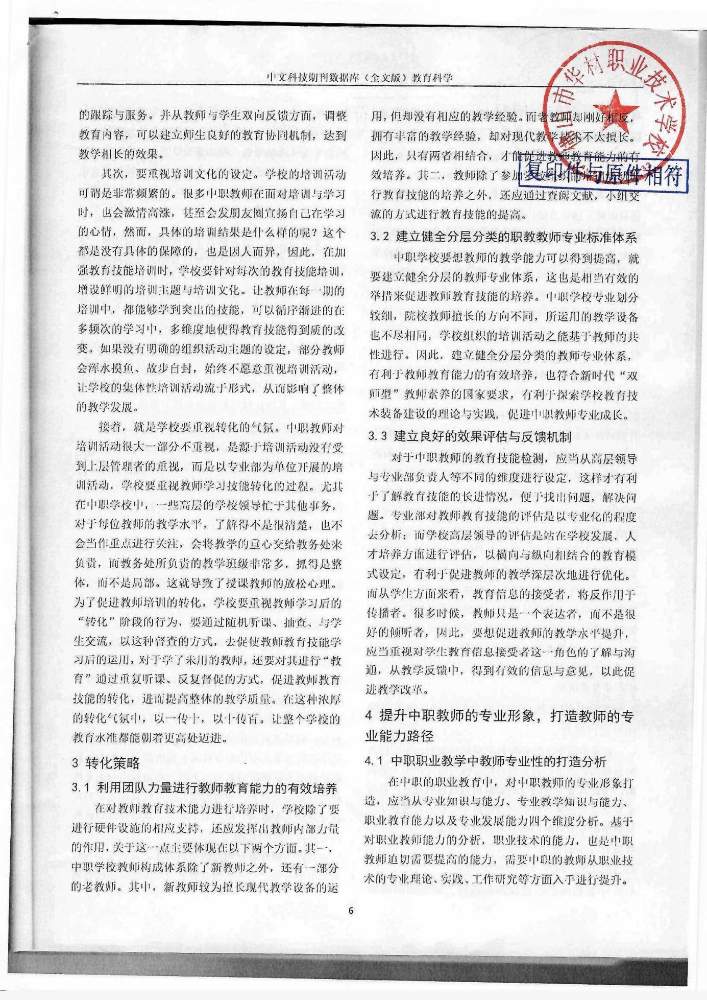 中文科技期刊数据库（全文版）教育科学
的跟踪与服务。并从教师与学生双向反馈方面，调整
教育内容，可以建立师生良好的教育协同机制，达到
教学相长的效果。
其次，要重视培训文化的设定。学校的培训活动
可谓是非常频繁的。很多中职教师在面对培训与学习
时，也会激情高涨，甚至会发朋友圈宣扬自己在学习
的心情，然而，具体的培训结果是什么样的呢？这个
都是没有具体的保障的，也是因人而异，因此，在加
强教育技能培训时，学校要针对每次的教育技能培训，
增设鲜明的培训主题与培训文化。让教师在每一期的
培训中，都能够学到突出的技能，可以循序渐进的在
多频次的学习中，多维度地使得教育技能得到质的改
变。如果没有明确的组织活动主题的设定，部分教师
会浑水摸鱼、故步自封，始终不愿意重视培训活动，
让学校的集体性培训活动流于形式，从而影响了整体
的教学发展。
接着，就是学校要重视转化的气氛。中职教师对
培训活动很大一部分不重视，是源于培训活动没有受
到上层管理者的重视，而是以专业部为单位开展的培
训活动，学校要重视教师学习技能转化的过程。尤其
在中职学校中，一些高层的学校领导忙于其他事务，
对于每位教师的教学水平，了解得不是很清楚，也不
会当作重点进行关注，会将教学的重心交给教务处来
负责，而教务处所负责的教学班级非常多，抓得是整
体，而不是局部。这就导致了授课教师的放松心理。
为了促进教师培训的转化，学校要重视教师学习后的
“转化”阶段的行为，要通过随机听课、抽查、与学
生交流，以这种督查的方式，去促使教师教育技能学
习后的运用，对于学了未用的教师，还要对其进行“教
育”通过重复听课、反复督促的方式，促进教师教育
技能的转化，进而提高整体的教学质量。在这种浓厚
的转化气氛中，以一传十，以十传百。让整个学校的
教育水准都能朝着更高处迈进。
3 转化策略
3.1 利用团队力量进行教师教育能力的有效培养
在对教师教育技术能力进行培养时，学校除了要
进行硬件设施的相应支持，还应发挥出教师内部力量
的作用，关于这一点主要体现在以下两个方面。其一，
中职学校教师构成体系除了新教师之外，还有一部分
的老教师。其中，新教师较为擅长现代教学设备的运
用，但却没有相应的教学经验。而老教师却刚好相反，
拥有丰富的教学经验，却对现代教学技术不太擅长。
因此，只有两者相结合，才能促进教师教育能力的有
效培养。其二，教师除了参加学校组织的培训活动进
行教育技能的培养之外，还应通过查阅文献，小组交
流的方式进行教育技能的提高。
3.2 建立健全分层分类的职教教师专业标准体系
中职学校要想教师的教学能力可以得到提高，就
要建立健全分层的教师专业体系，这也是相当有效的
举措来促进教师教育技能的培养。中职学校专业划分
较细，院校教师擅长的方向不同，所运用的教学设备
也不尽相同，学校组织的培训活动之能基于教师的共
性进行。因此，建立健全分层分类的教师专业体系，
有利于教师教育能力的有效培养，也符合新时代“双
师型”教师素养的国家要求，有利于探索学校教育技
术装备建设的理论与实践，促进中职教师专业成长。
3.3 建立良好的效果评估与反馈机制
对于中职教师的教育技能检测，应当从高层领导
与专业部负责人等不同的维度进行设定，这样才有利
于了解教育技能的长进情况，便于找出问题，解决问
题。专业部对教师教育技能的评估是以专业化的程度
去分析；而学校高层领导的评估是站在学校发展，人
才培养方面进行评估，以横向与纵向相结合的教育模
式设定，有利于促进教师的教学深层次地进行优化。
而从学生方面来看，教育信息的接受者，将反作用于
传播者。很多时候，教师只是一个表达者，而不是很
好的倾听者，因此，要想促进教师的教学水平提升，
应当重视对学生教育信息接受者这一角色的了解与沟
通，从教学反馈中，得到有效的信息与意见，以此促
进教学改革。
4 提升中职教师的专业形象，打造教师的专
业能力路径
4.1 中职职业教学中教师专业性的打造分析
在中职的职业教育中，对中职教师的专业形象打
造，应当从专业知识与能力、专业教学知识与能力、
职业教育能力以及专业发展能力四个维度分析。基于
对职业教师能力的分析，职业技术的能力，也是中职
教师迫切需要提高的能力，需要中职的教师从职业技
术的专业理论、实践、工作研究等方面入手进行提升。
6
市华材职业技术学校
复印件与原件相符